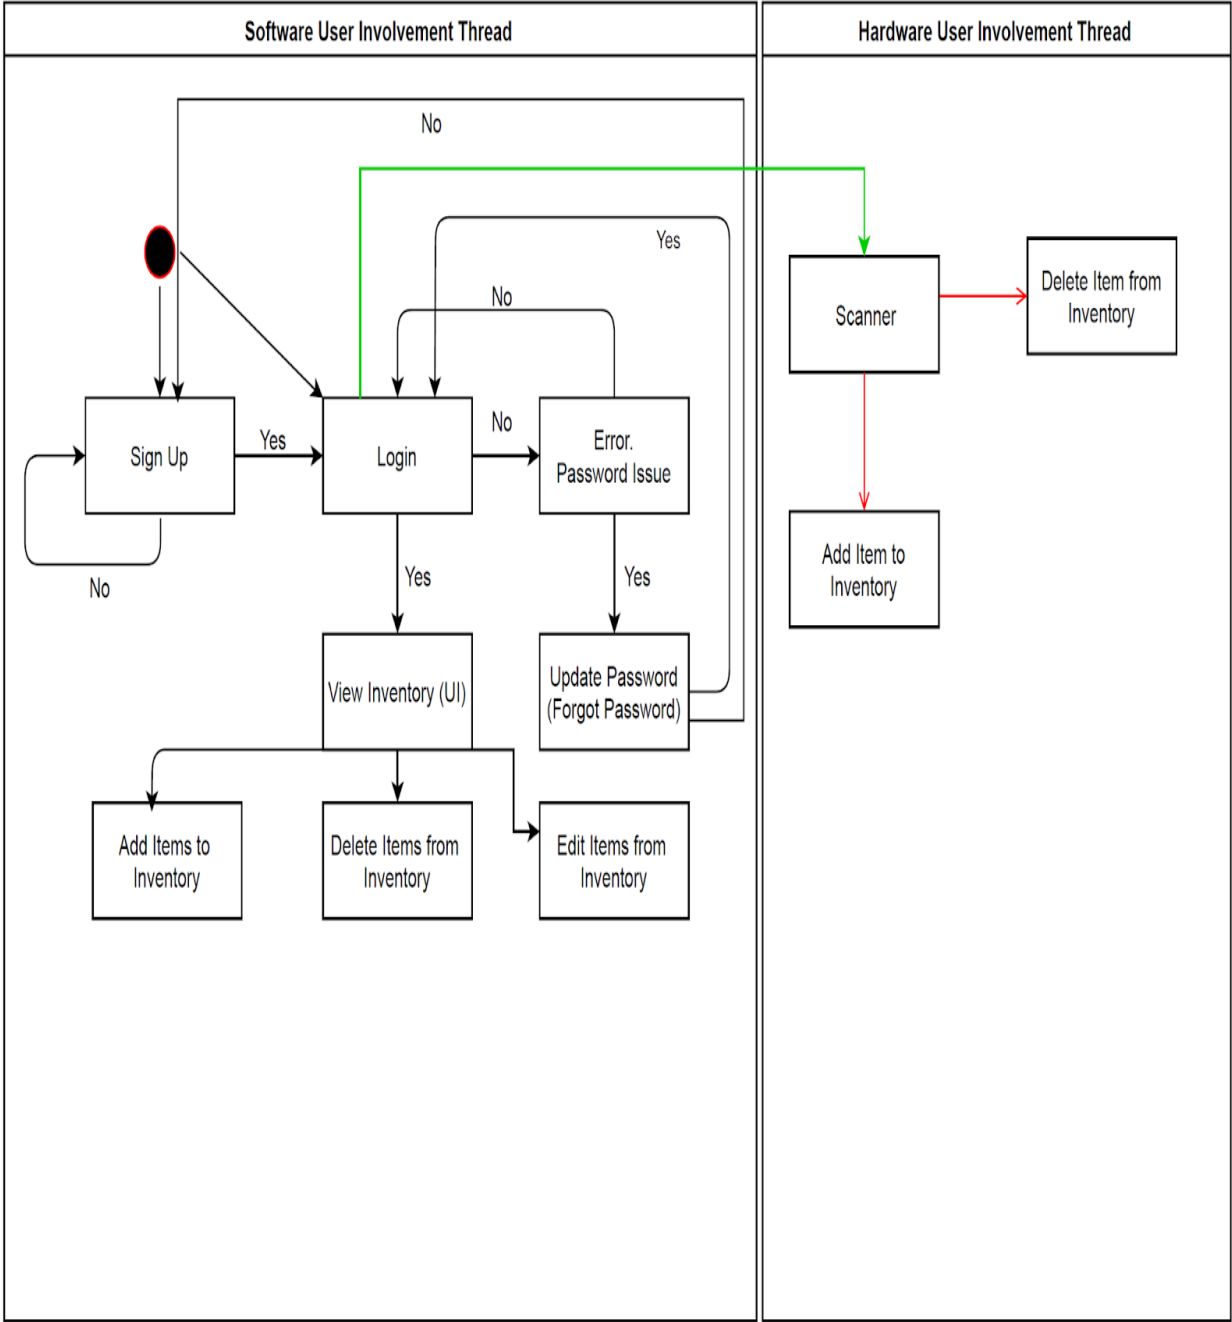 Software User Involvement Thread
Hardware User Involvement Thread
No
Yes
No
Scanner
Delete Item from
Inventory
Sign Up
Yes
Login
No
Error.
Password Issue
No
Yes
Yes
Add Item to
Inventory
View Inventory (UI)
Update Password
(Forgot Password)
Add Items to
Inventory
Delete Items from
Inventory
Edit Items from
Inventory